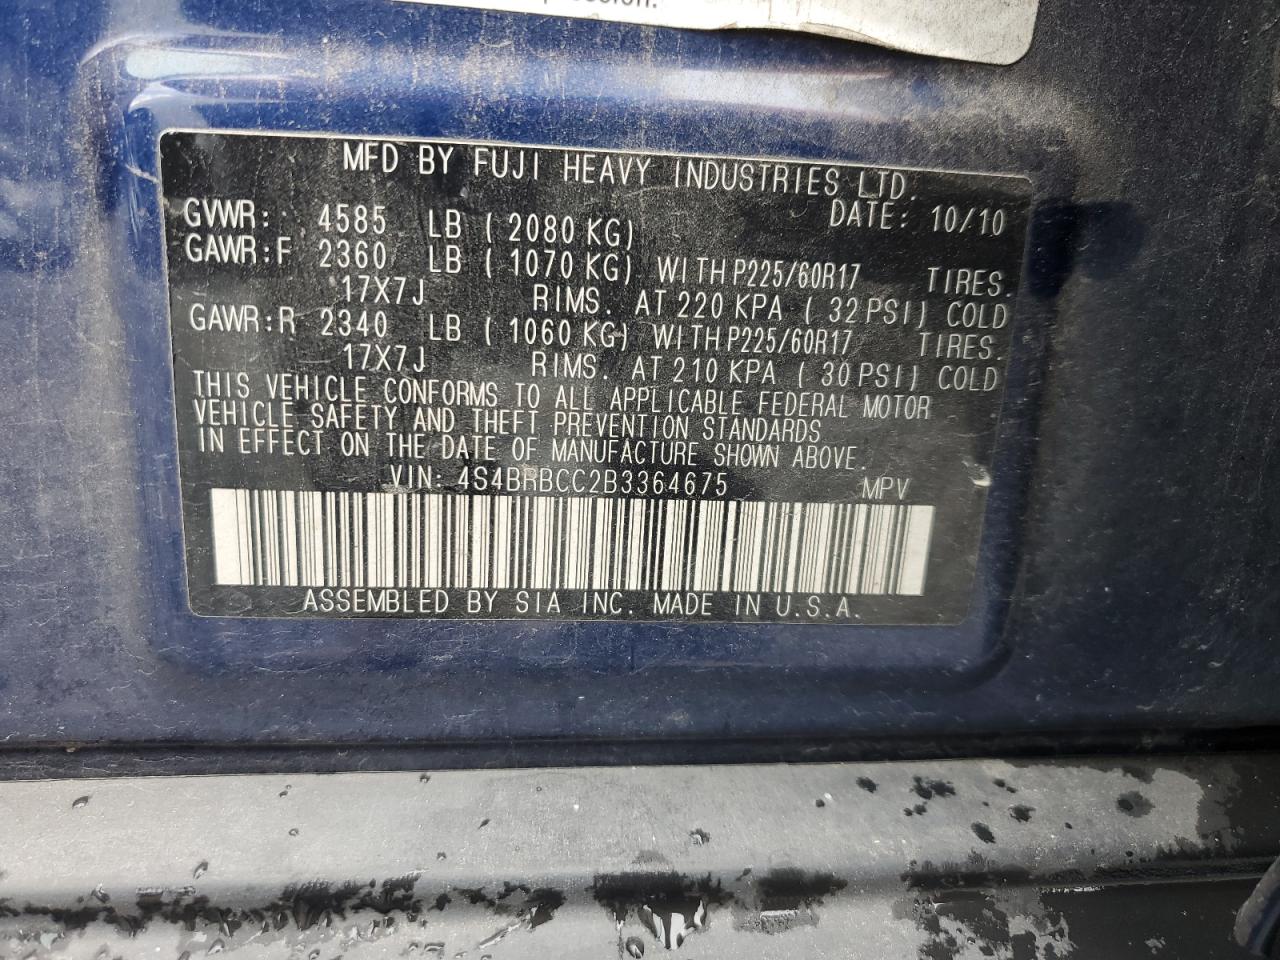 MFD BY FUJI HEAVY INDUSTRIES LTD.
DATE: 10/10
GVWR: 4585 LB ( 2080 KG)
GAWR:F 2360 LB ( 1070 KG) WITH P225/60R17 TIRES.
17X7J RIMS. AT 220 KPA ( 32 PSI) COLD
GAWR:R 2340 LB ( 1060 KG) WITH P225/60R17 TIRES.
17X7J RIMS. AT 210 KPA ( 30 PSI) COLD
THIS VEHICLE CONFORMS TO ALL APPLICABLE FEDERAL MOTOR
VEHICLE SAFETY AND THEFT PREVENTION STANDARDS
IN EFFECT ON THE DATE OF MANUFACTURE SHOWN ABOVE.
VIN: 4S4BRBCC2B3364675 MPV
ASSEMBLED BY SIA INC. MADE IN U.S.A.